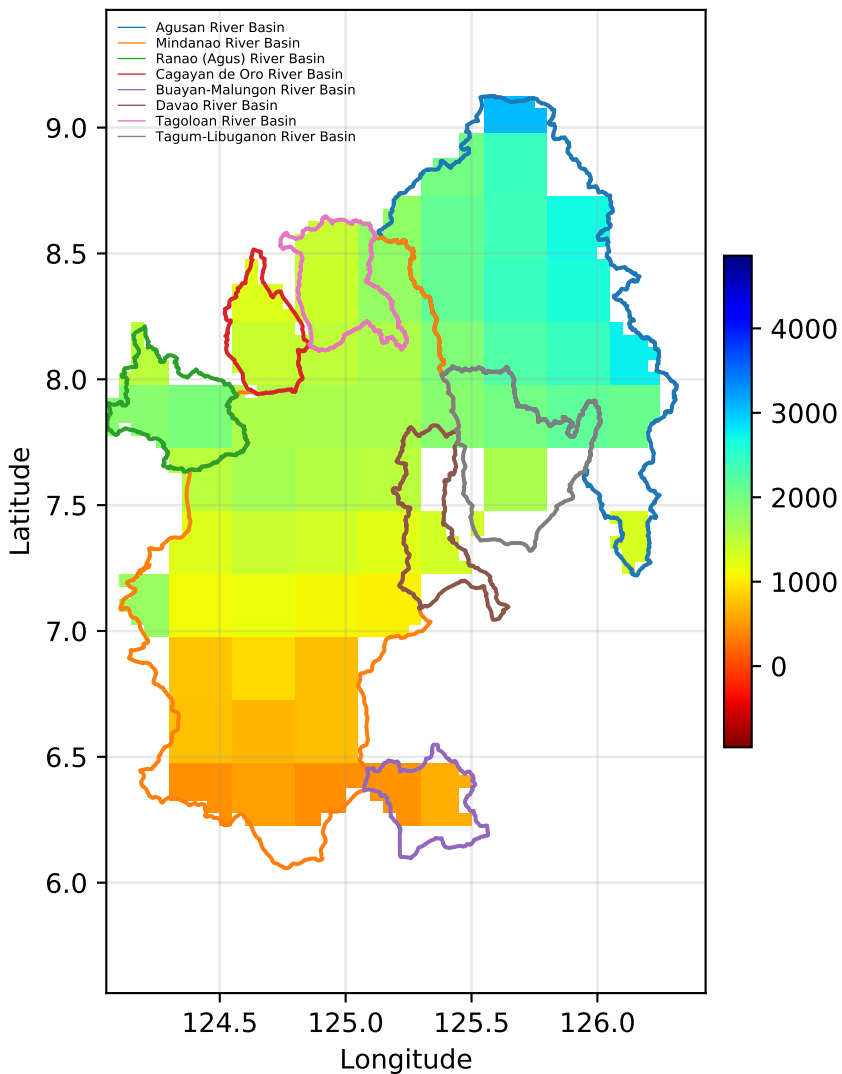 Agusan River Basin
Mindanao River Basin
Ranao (Agus) River Basin
Cagayan de Oro River Basin
Buayan-Malungon River Basin
Davao River Basin
Tagoloan River Basin
Tagum-Libuganon River Basin
9.0
8.5
8.0
7.5
7.0
6.5
6.0
Latitude
124.5 125.0 125.5 126.0
Longitude
4000
3000
2000
1000
0